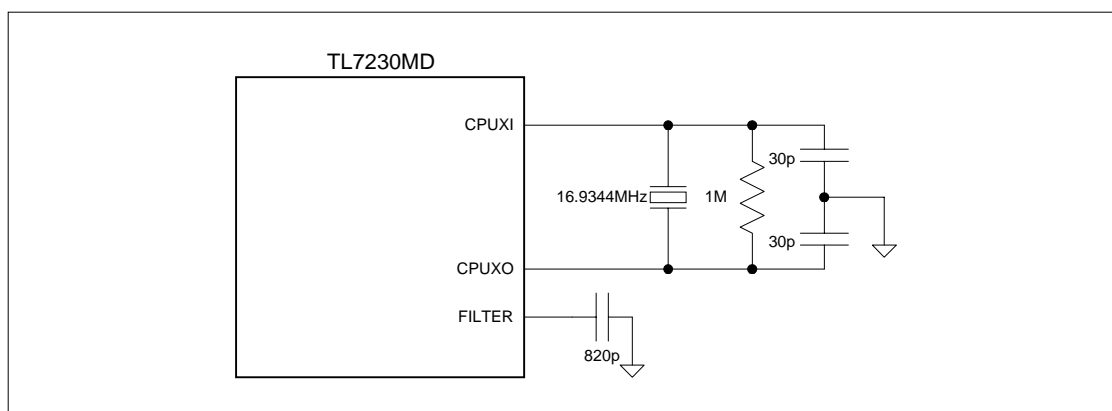 TL7230MD
CPUXI
30p
16.9344MHz
1M
30p
CPUXO
FILTER
820p